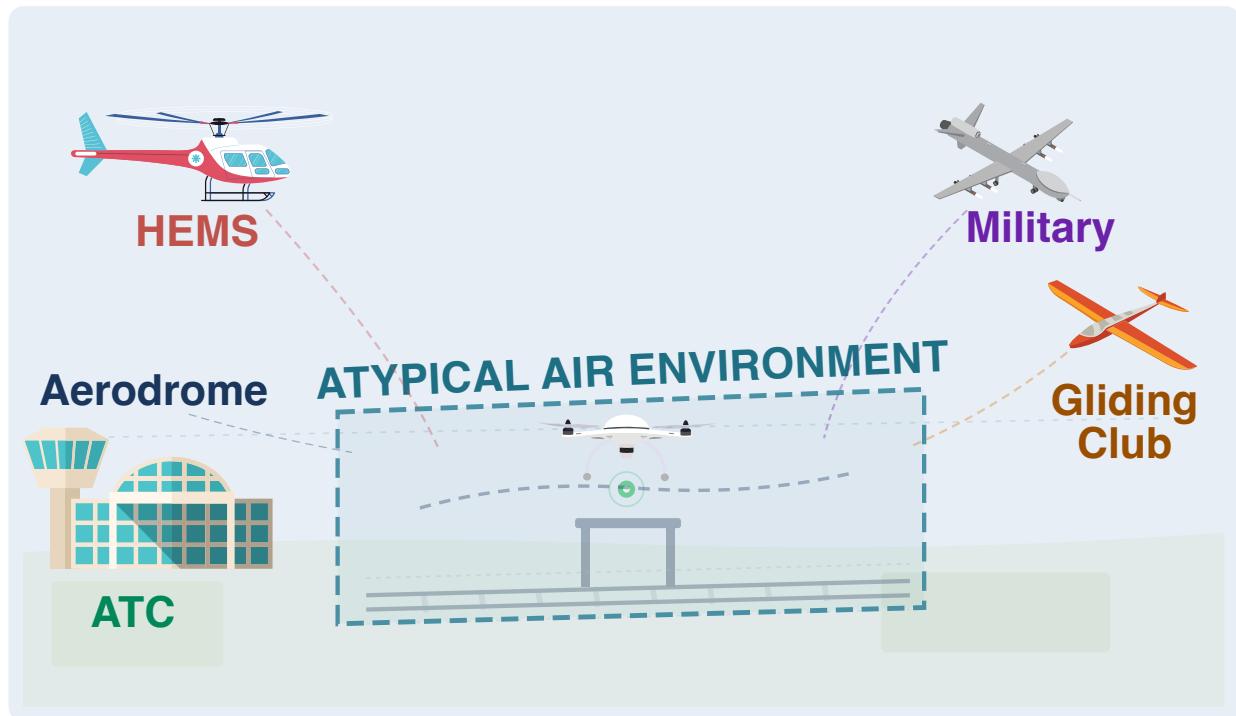 HEMS
Military
ATYPICAL AIR ENVIRONMENT
Aerodrome
Gliding
Club
ATC